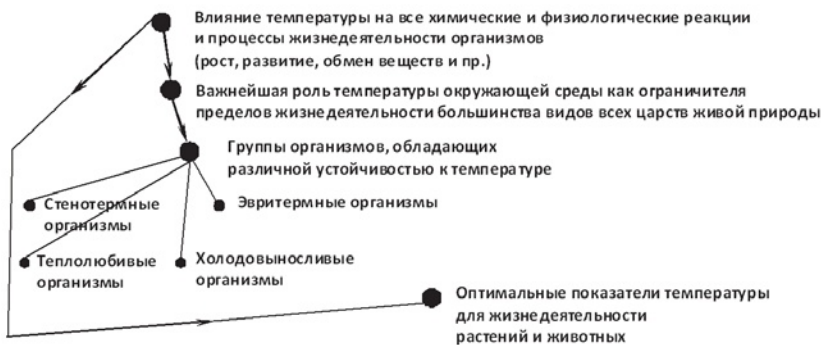 Влияние температуры на все химические и физиологические реакции
и процессы жизнедеятельности организмов
(рост, развитие, обмен веществ и пр.)
Важнейшая роль температуры окружающей среды как ограничителя
пределов жизнедеятельности большинства видов всех царств живой природы
Группы организмов, обладающих
различной устойчивостью к температуре
Стенотермные
организмы
Эвритермные организмы
Теплолюбивые
организмы
Холодовыносливые
организмы
Оптимальные показатели температуры
для жизнедеятельности
растений и животных